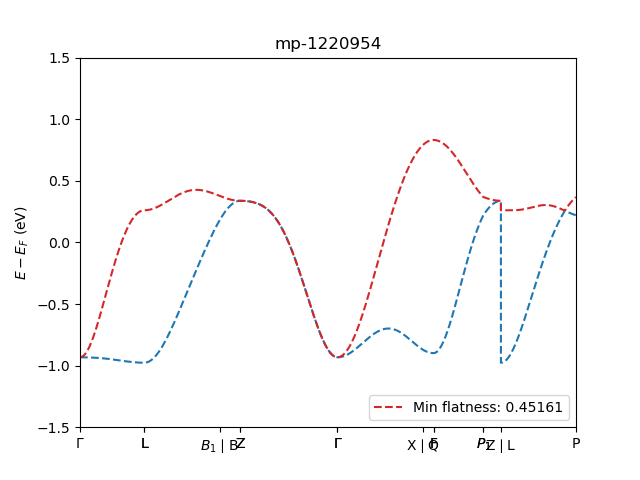 mp-1220954
1.5
1.0
0.5
0.0
−0.5
−1.0
−1.5
E − E_F (eV)
Min flatness: 0.45161
Γ L B₁ | B Z Γ X | Q F P₁ Z | L P